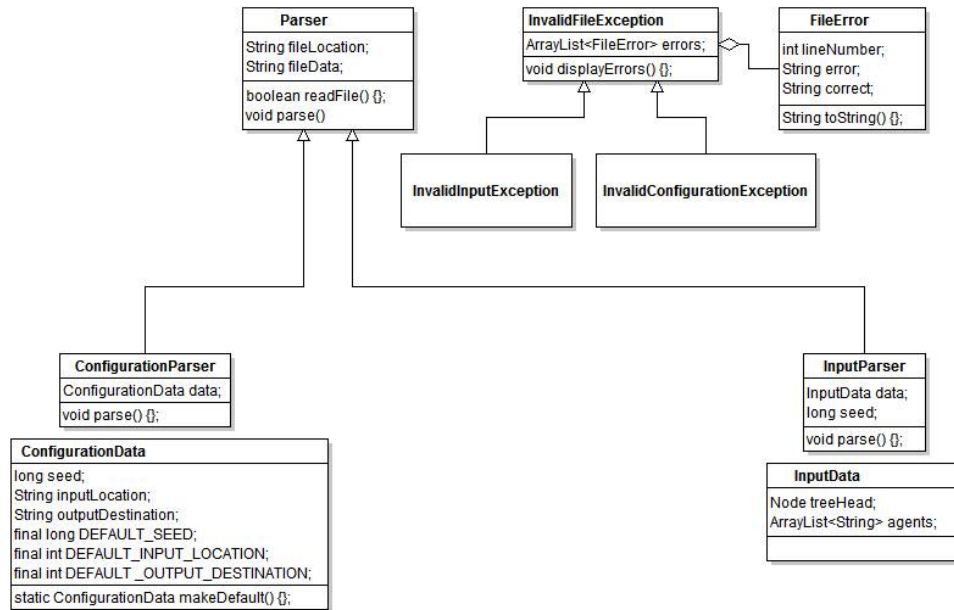 Parser
String fileLocation;
String fileData;
boolean readFile() {};
void parse()
InvalidFileException
ArrayList<FileError> errors;
void displayErrors() {};
FileError
int lineNumber;
String error;
String correct;
String toString() {};
InvalidInputException
InvalidConfigurationException
ConfigurationParser
ConfigurationData data;
void parse() {};
ConfigurationData
long seed;
String inputLocation;
String outputDestination;
final long DEFAULT_SEED;
final int DEFAULT_INPUT_LOCATION;
final int DEFAULT _OUTPUT_DESTINATION;
static ConfigurationData makeDefault() {};
InputParser
InputData data;
long seed;
void parse() {};
InputData
Node treeHead;
ArrayList<String> agents;